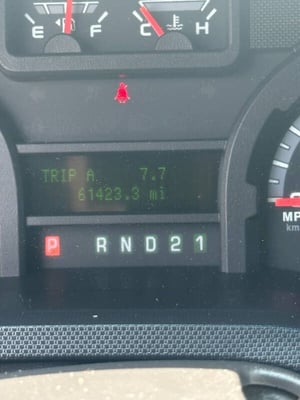 E F C H
TRIP A 7.7
61423.3 mi
P R N D 2 1
MP
km